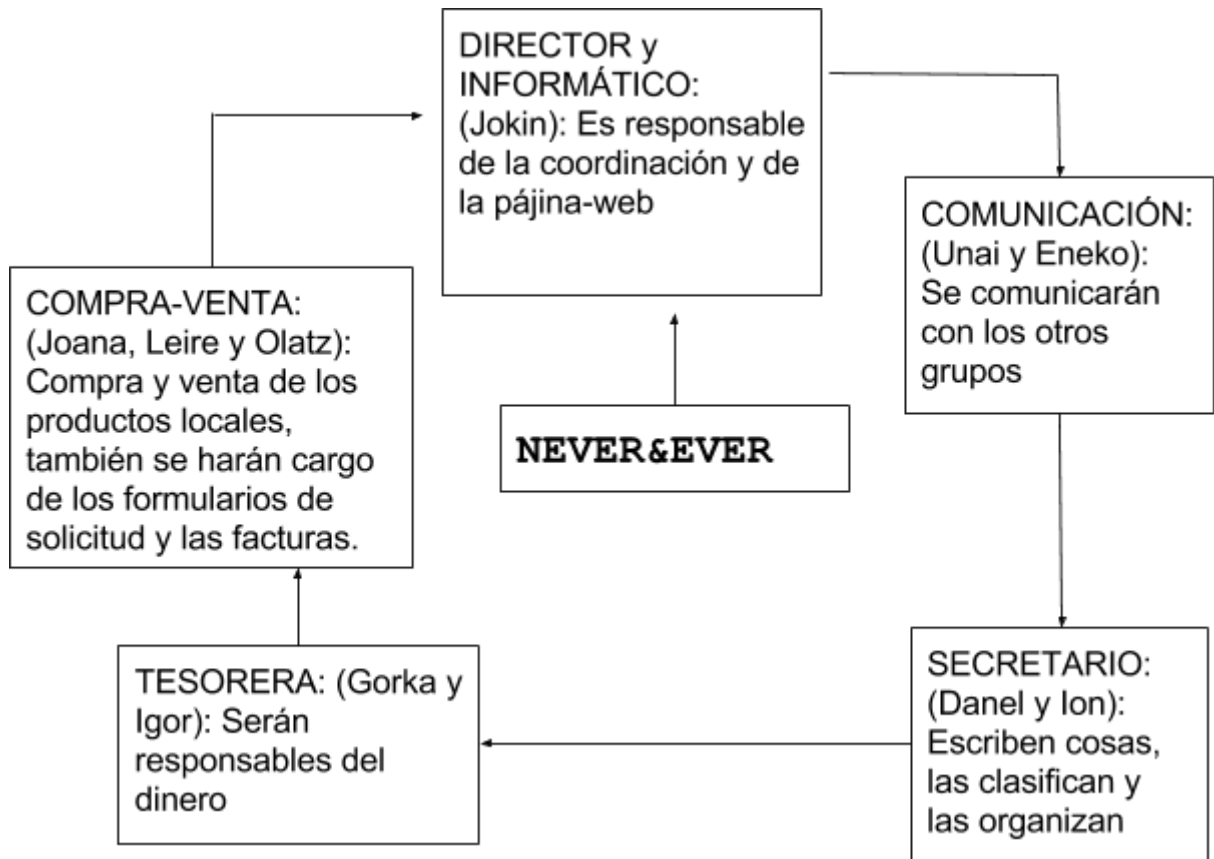 DIRECTOR y
INFORMÁTICO:
(Jokin): Es responsable
de la coordinación y de
la pájina-web
COMUNICACIÓN:
(Unai y Eneko):
Se comunicarán
con los otros
grupos
SECRETARIO:
(Danel y Ion):
Escriben cosas,
las clasifican y
las organizan
TESORERA: (Gorka y
Igor): Serán
responsables del
dinero
COMPRA-VENTA:
(Joana, Leire y Olatz):
Compra y venta de los
productos locales,
también se harán cargo
de los formularios de
solicitud y las facturas.
NEVER&EVER